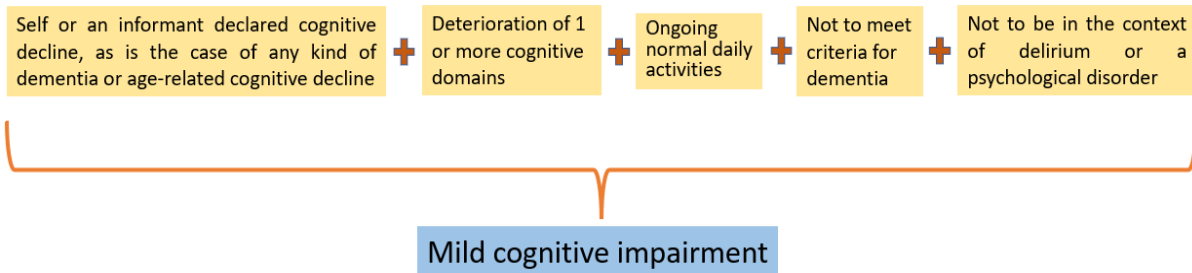 Self or an informant declared cognitive
decline, as is the case of any kind of
dementia or age-related cognitive decline
Deterioration of 1
or more cognitive
domains
Ongoing
normal daily
activities
Not to meet
criteria for
dementia
Not to be in the context
of delirium or a
psychological disorder
Mild cognitive impairment